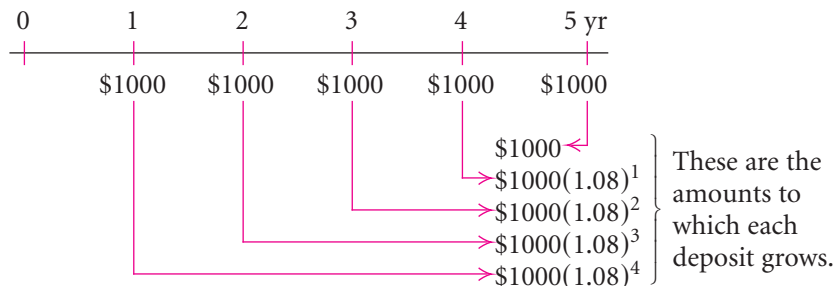 0 1 2 3 4 5 yr
$1000 $1000 $1000 $1000 $1000
$1000
$1000(1.08)¹
$1000(1.08)²
$1000(1.08)³
$1000(1.08)⁴
These are the
amounts to
which each
deposit grows.